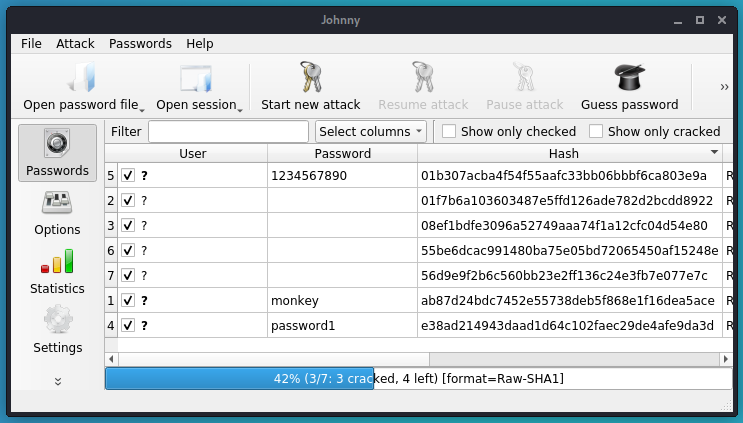 Johnny
File Attack Passwords Help
Open password file Open session Start new attack Resume attack Pause attack Guess password »
Passwords
Options
Statistics
Settings
Filter Select columns Show only checked Show only cracked
User Password Hash
5 ? 1234567890 01b307acba4f54f55aafc33bb06bbbf6ca803e9a R
2 ? 01f7b6a103603487e5ffd126ade782d2bcdd8922 R
3 ? 08ef1bdfe3096a52749aaa74f1a12cfc04d54e80 R
6 ? 55be6dcac991480ba75e05bd72065450af15248e R
7 ? 56d9e9f2b6c560bb23e2ff136c24e3fb7e077e7c R
1 ? monkey ab87d24bdc7452e55738deb5f868e1f16dea5ace R
4 ? password1 e38ad214943daad1d64c102faec29de4afe9da3d R
42% (3/7: 3 cracked, 4 left) [format=Raw-SHA1]